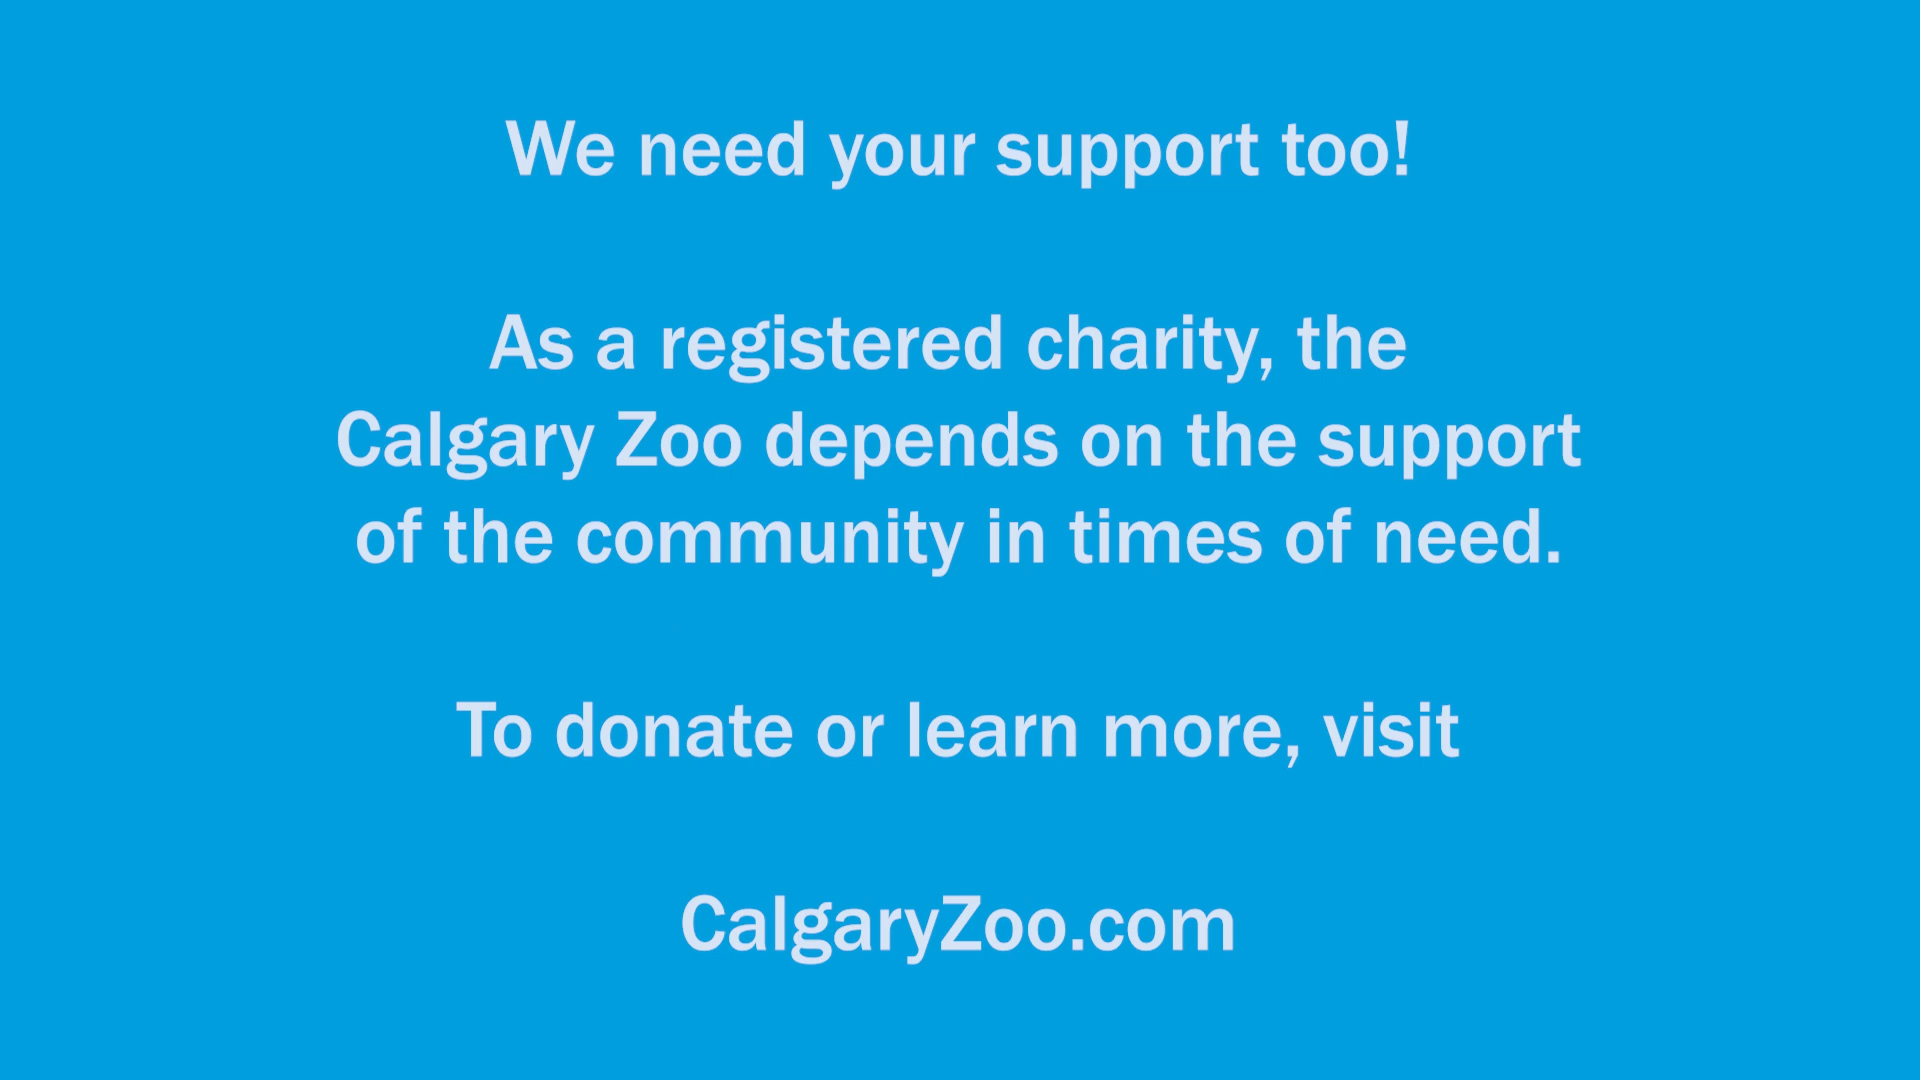 We need your support too!
As a registered charity, the
Calgary Zoo depends on the support
of the community in times of need.
To donate or learn more, visit
CalgaryZoo.com